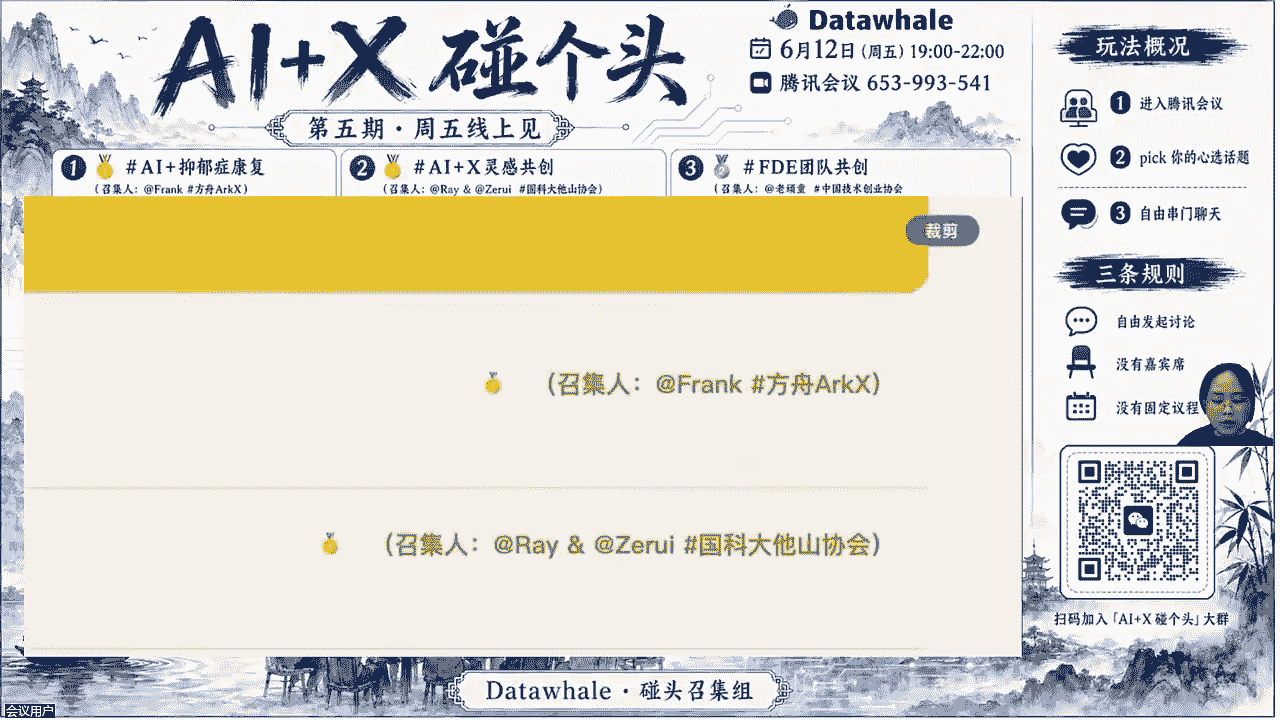 AI+X 碰个头
Datawhale
6月12日(周五) 19:00-22:00
腾讯会议 653-993-541
第五期·周五线上见
1 #AI+抑郁症康复
(召集人:@Frank #方舟ArkX)
2 #AI+X灵感共创
(召集人:@Ray & @Zerui #国科大他山协会)
3 #FDE团队共创
(召集人:@老顽童 #中国技术创业协会
裁剪
(召集人:@Frank #方舟ArkX)
(召集人:@Ray & @Zerui #国科大他山协会)
玩法概况
1 进入腾讯会议
2 pick 你的心选话题
3 自由串门聊天
三条规则
自由发起讨论
没有嘉宾席
没有固定议程
扫码加入「AI+X 碰个头」大群
Datawhale · 碰头召集组
会议用户